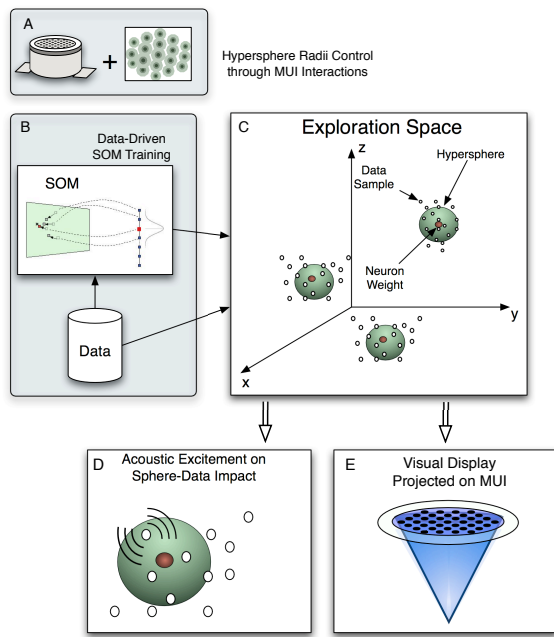 A
+
Hypersphere Radii Control
through MUI Interactions
B
Data-Driven
SOM Training
SOM
Data
C
Exploration Space
z
Hypersphere
Data
Sample
Neuron
Weight
y
x
D
Acoustic Excitement on
Sphere-Data Impact
E
Visual Display
Projected on MUI